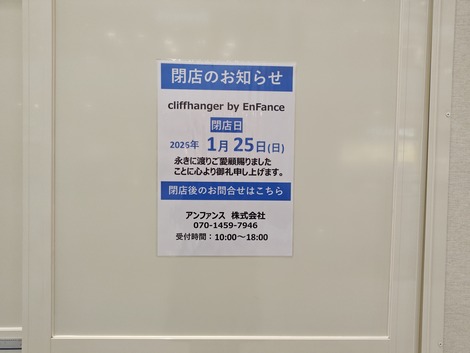 閉店のお知らせ
cliffhanger by EnFance
閉店日
2026年 1月 25日(日)
永きに渡りご愛顧賜りました
ことに心より御礼申し上げます。
閉店後のお問合せはこちら
アンファンス 株式会社
070-1459-7946
受付時間：10:00～18:00